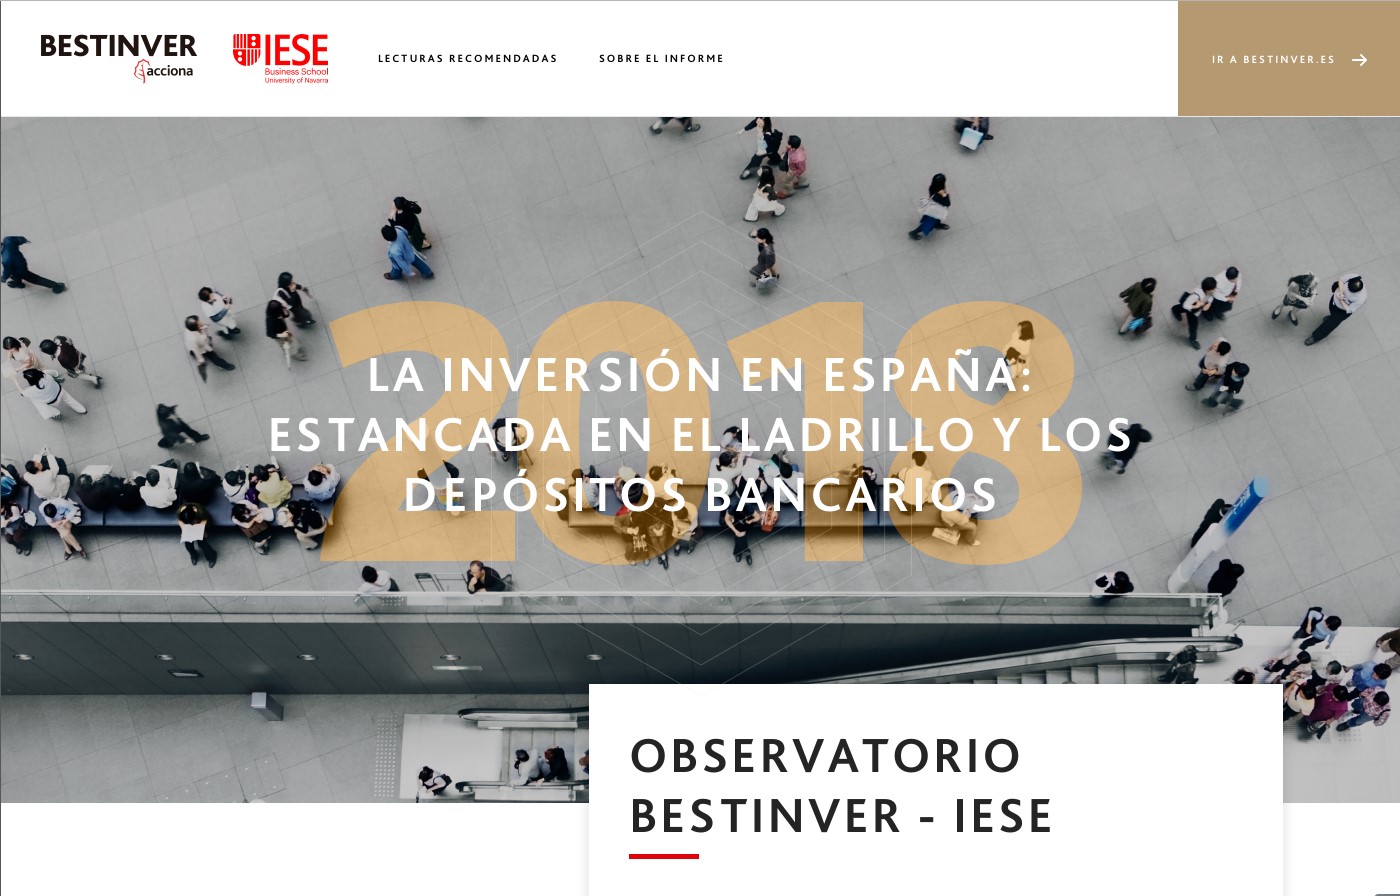 BESTINVER
acciona
IESE
Business School
University of Navarra
LECTURAS RECOMENDADAS
SOBRE EL INFORME
IR A BESTINVER.ES
2018
LA INVERSIÓN EN ESPAÑA:
ESTANCADA EN EL LADRILLO Y LOS
DEPÓSITOS BANCARIOS
OBSERVATORIO
BESTINVER - IESE